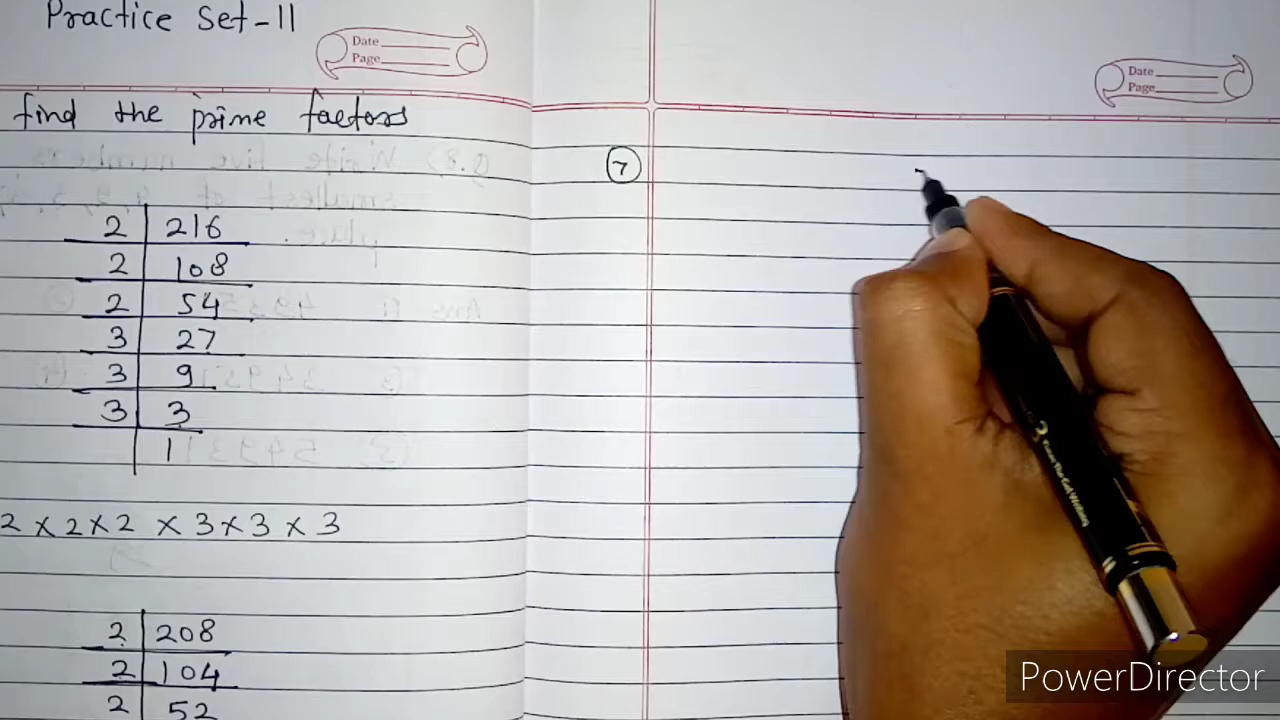 Practice Set-11
Date
Page
find the prime factors
2 | 216
2 | 108
2 | 54
3 | 27
3 | 9
3 | 3
| 1
2 x 2 x 2 x 3 x 3 x 3
2 | 208
2 | 104
2 | 52
Date
Page
7
PowerDirector